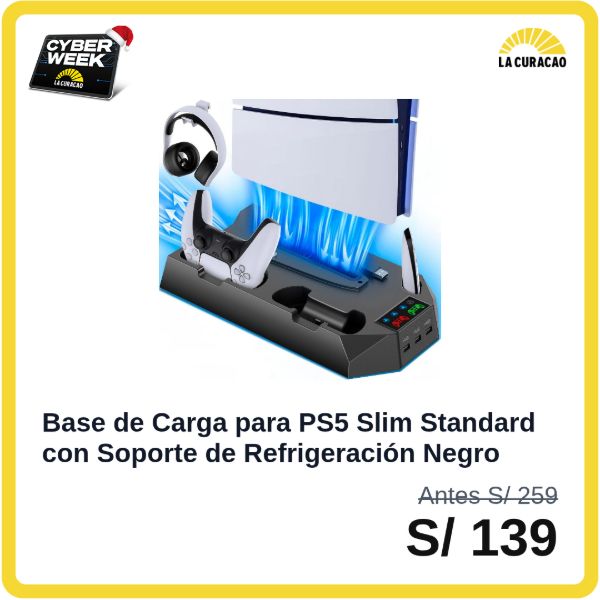 CYBER
WEEK
LA CURACAO
LA CURACAO
Base de Carga para PS5 Slim Standard
con Soporte de Refrigeración Negro
Antes S/ 259
S/ 139